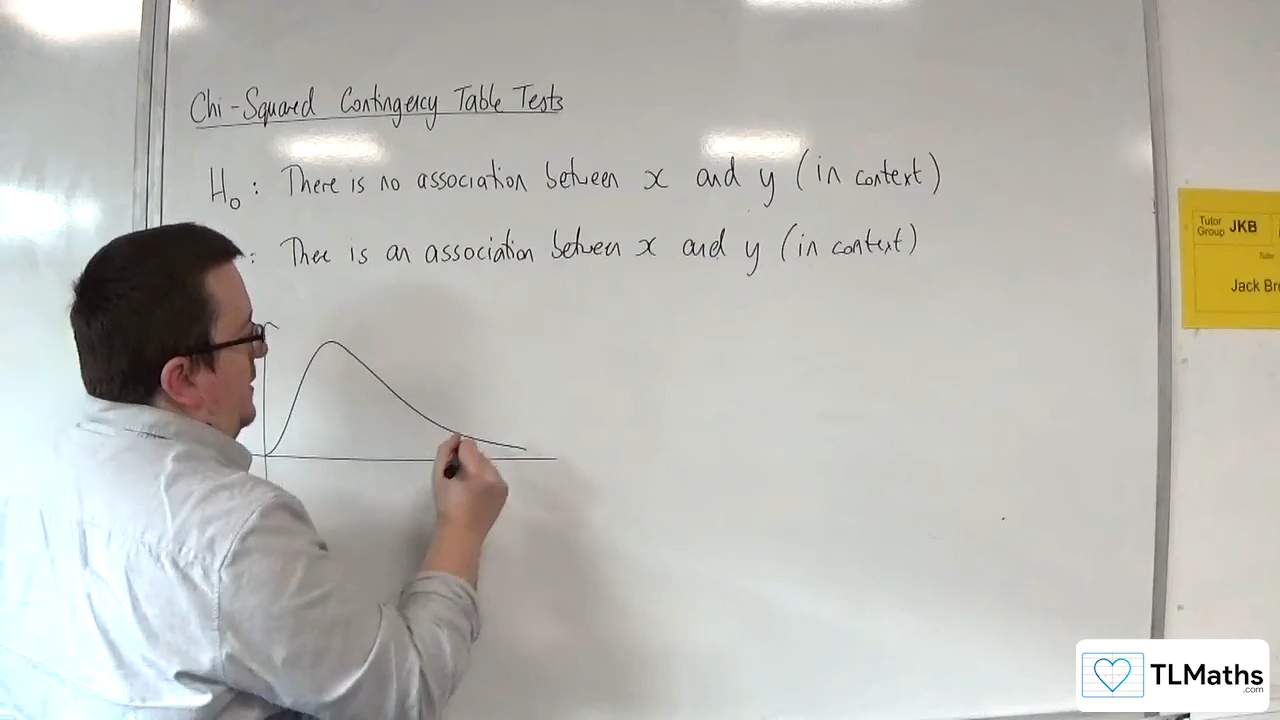 Chi-Squared Contingency Table Tests
H₀: There is no association between x and y (in context)
: There is an association between x and y (in context)
Tutor
Group JKB
Tutor
Jack Br
TLMaths
.com